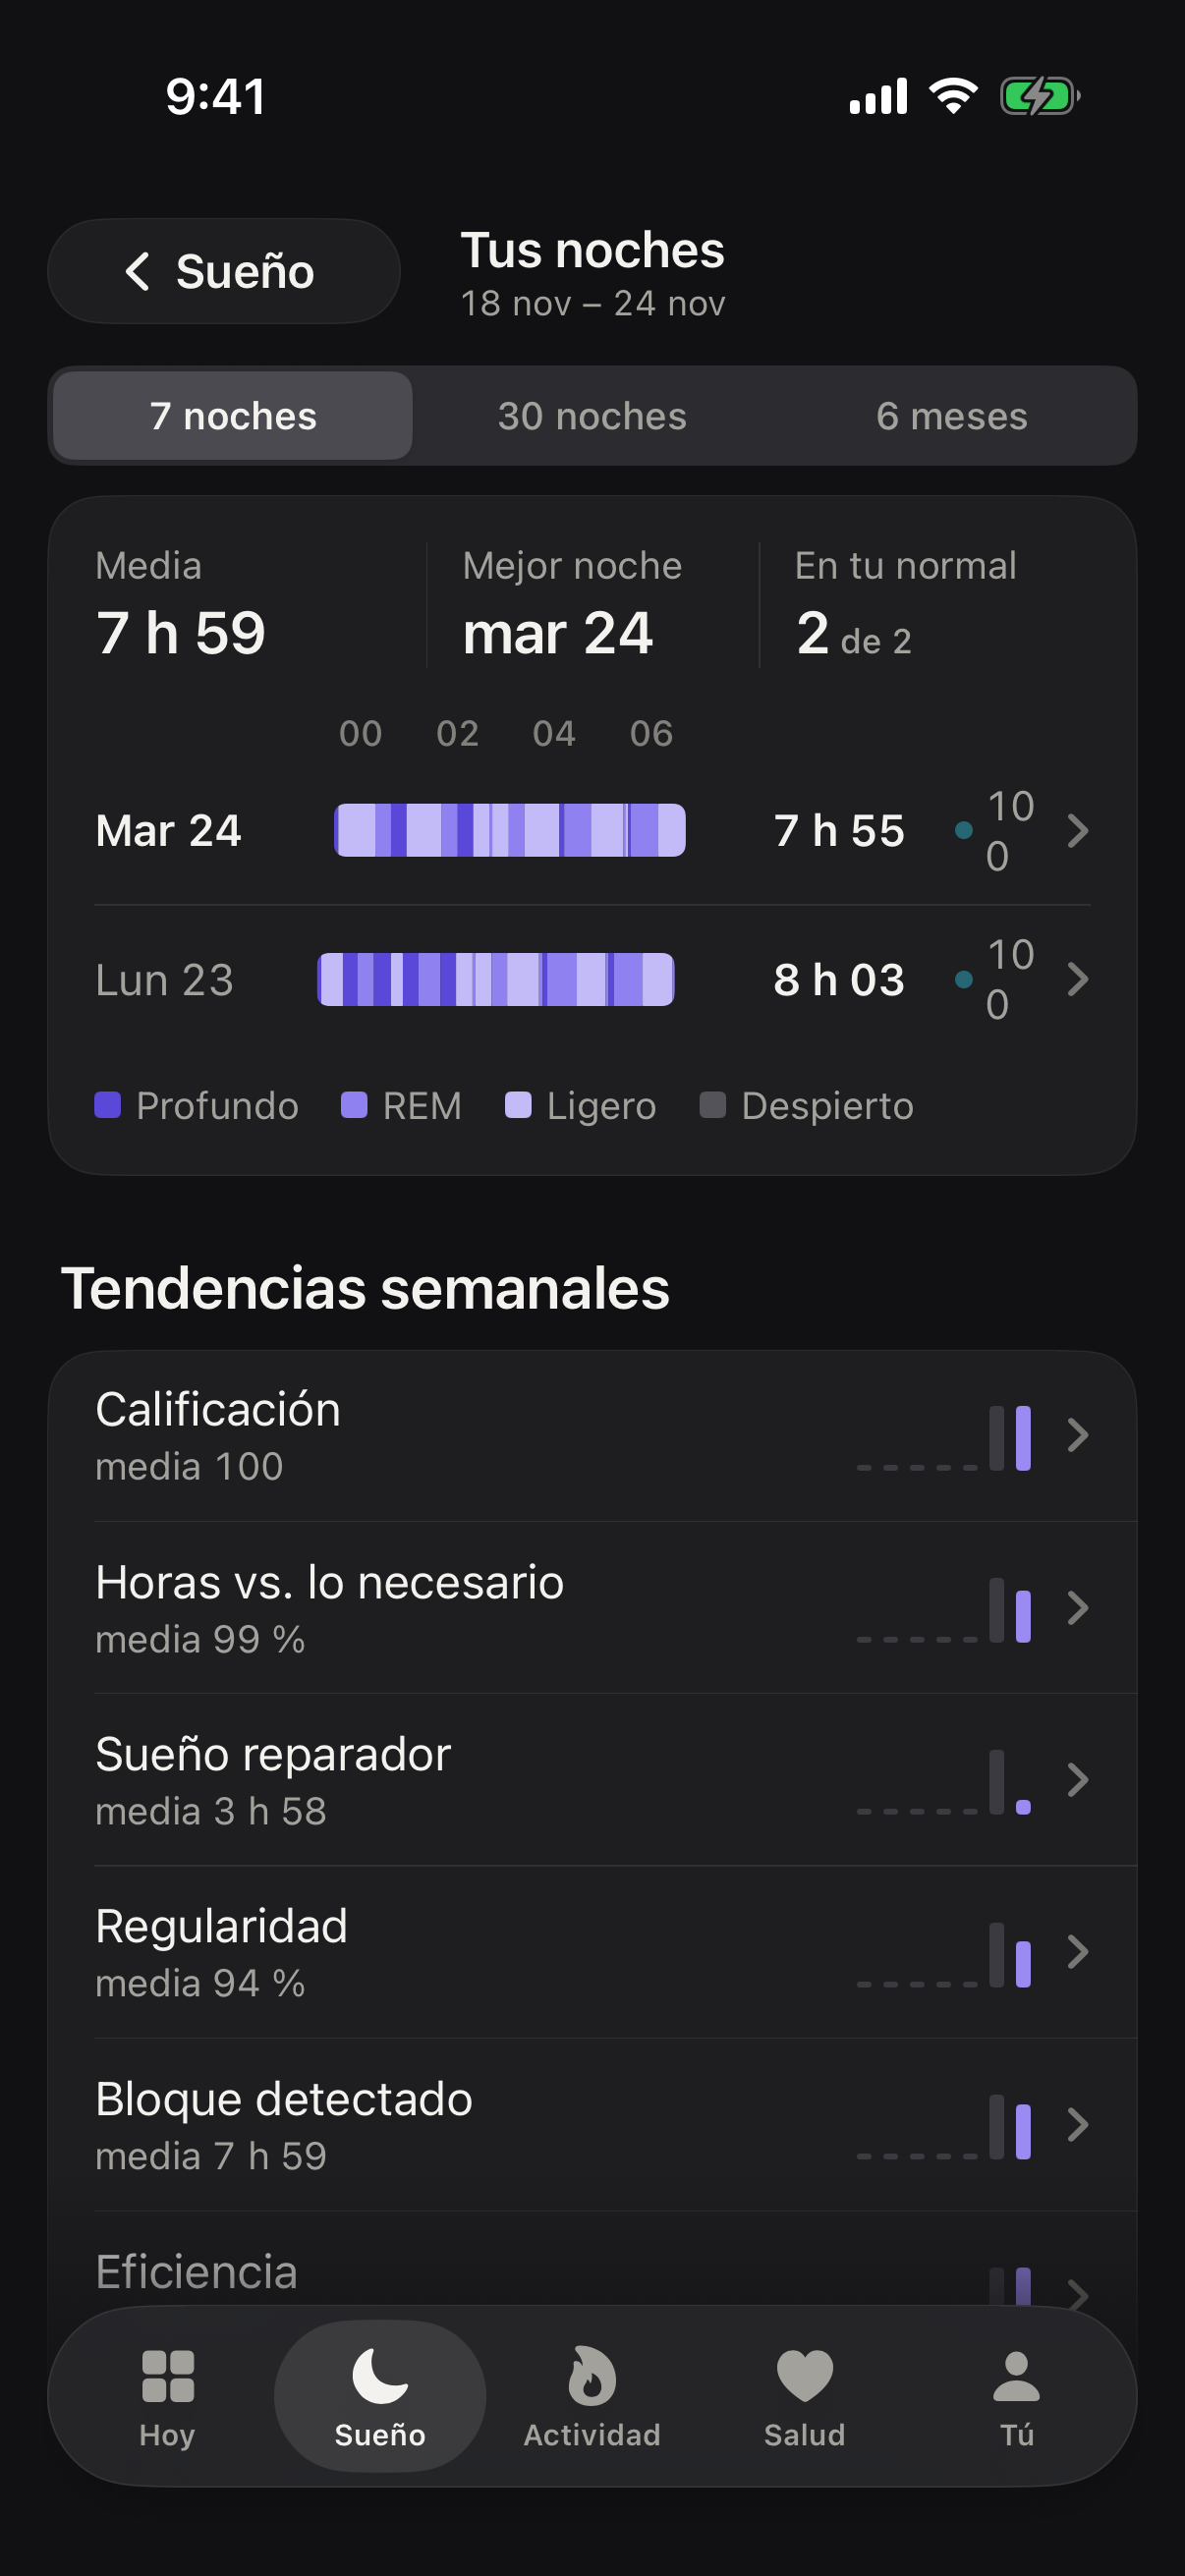 9:41
Sueño
Tus noches
18 nov – 24 nov
7 noches
30 noches
6 meses
Media
7 h 59
Mejor noche
mar 24
En tu normal
2 de 2
00 02 04 06
Mar 24
7 h 55
10
0
Lun 23
8 h 03
10
0
Profundo
REM
Ligero
Despierto
Tendencias semanales
Calificación
media 100
Horas vs. lo necesario
media 99 %
Sueño reparador
media 3 h 58
Regularidad
media 94 %
Bloque detectado
media 7 h 59
Eficiencia
Hoy
Sueño
Actividad
Salud
Tú